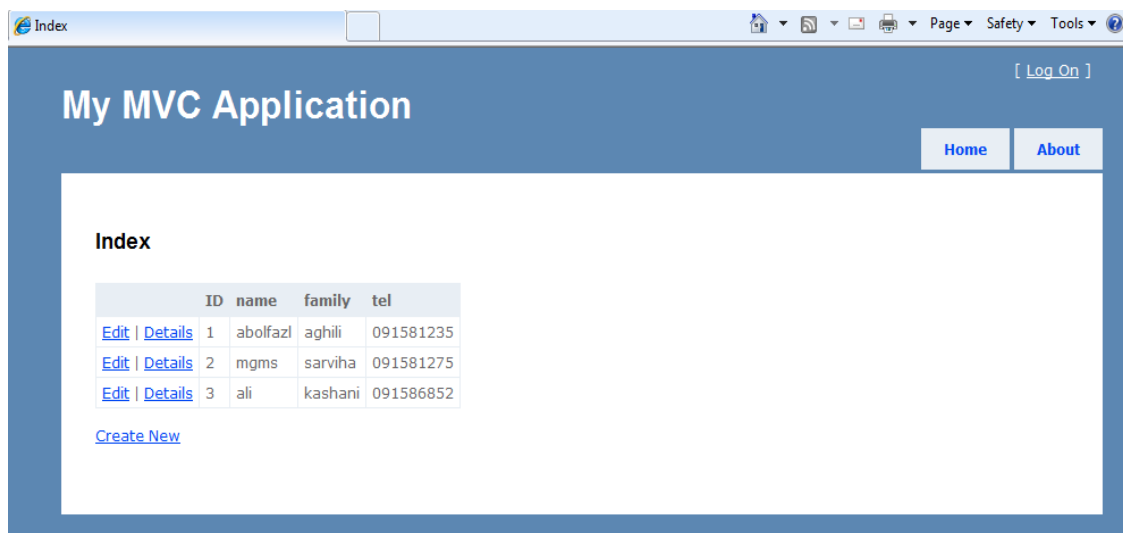 Index
Page Safety Tools
[ Log On ]
My MVC Application
Home About
Index
ID name family tel
Edit | Details 1 abolfazl aghili 091581235
Edit | Details 2 mgms sarviha 091581275
Edit | Details 3 ali kashani 091586852
Create New